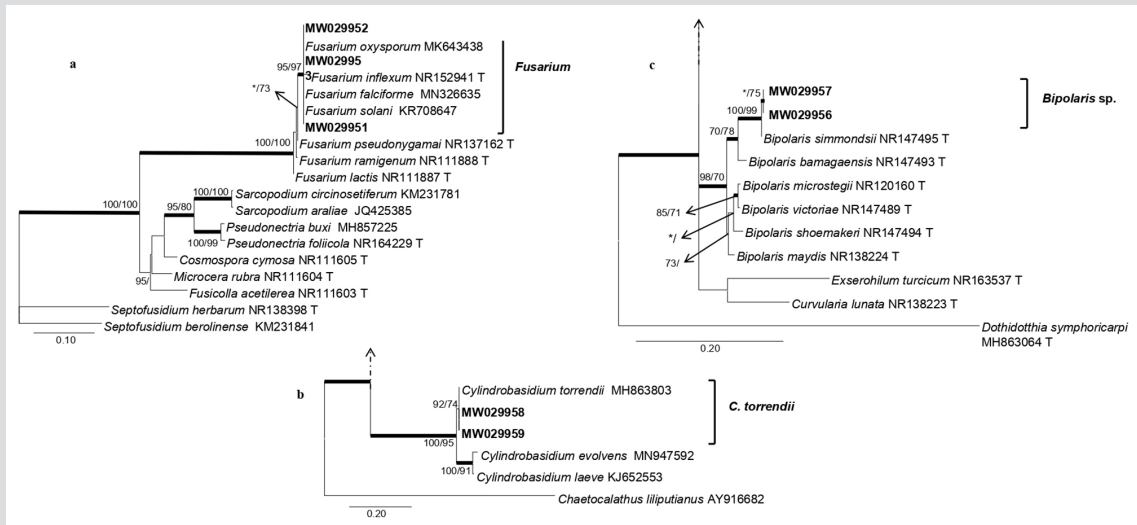 a
MW029952
Fusarium oxysporum MK643438
MW02995
3Fusarium inflexum NR152941 T
Fusarium falciforme MN326635
Fusarium solani KR708647
MW029951
Fusarium pseudonygamai NR137162 T
Fusarium ramigenum NR111888 T
Fusarium lactis NR111887 T
Sarcopodium circinosetiferum KM231781
Sarcopodium araliae JQ425385
Pseudonectria buxi MH857225
Pseudonectria foliicola NR164229 T
Cosmospora cymosa NR111605 T
Microcera rubra NR111604 T
Fusicolla acetilerea NR111603 T
Septofusidium herbarum NR138398 T
Septofusidium berolinense KM231841
Fusarium
95/97
*/73
100/100
100/100
100/100
95/80
100/99
95/
0.10
c
MW029957
MW029956
Bipolaris simmondsii NR147495 T
Bipolaris bamagaensis NR147493 T
Bipolaris microstegii NR120160 T
Bipolaris victoriae NR147489 T
Bipolaris shoemakeri NR147494 T
Bipolaris maydis NR138224 T
Exserohilum turcicum NR163537 T
Curvularia lunata NR138223 T
Dothidotthia symphoricarpi
MH863064 T
Bipolaris sp.
*/75
100/99
70/78
98/70
85/71
*/
73/
0.20
b
Cylindrobasidium torrendii MH863803
MW029958
MW029959
Cylindrobasidium evolvens MN947592
Cylindrobasidium laeve KJ652553
Chaetocalathus liliputianus AY916682
C. torrendii
92/74
100/95
100/91
0.20